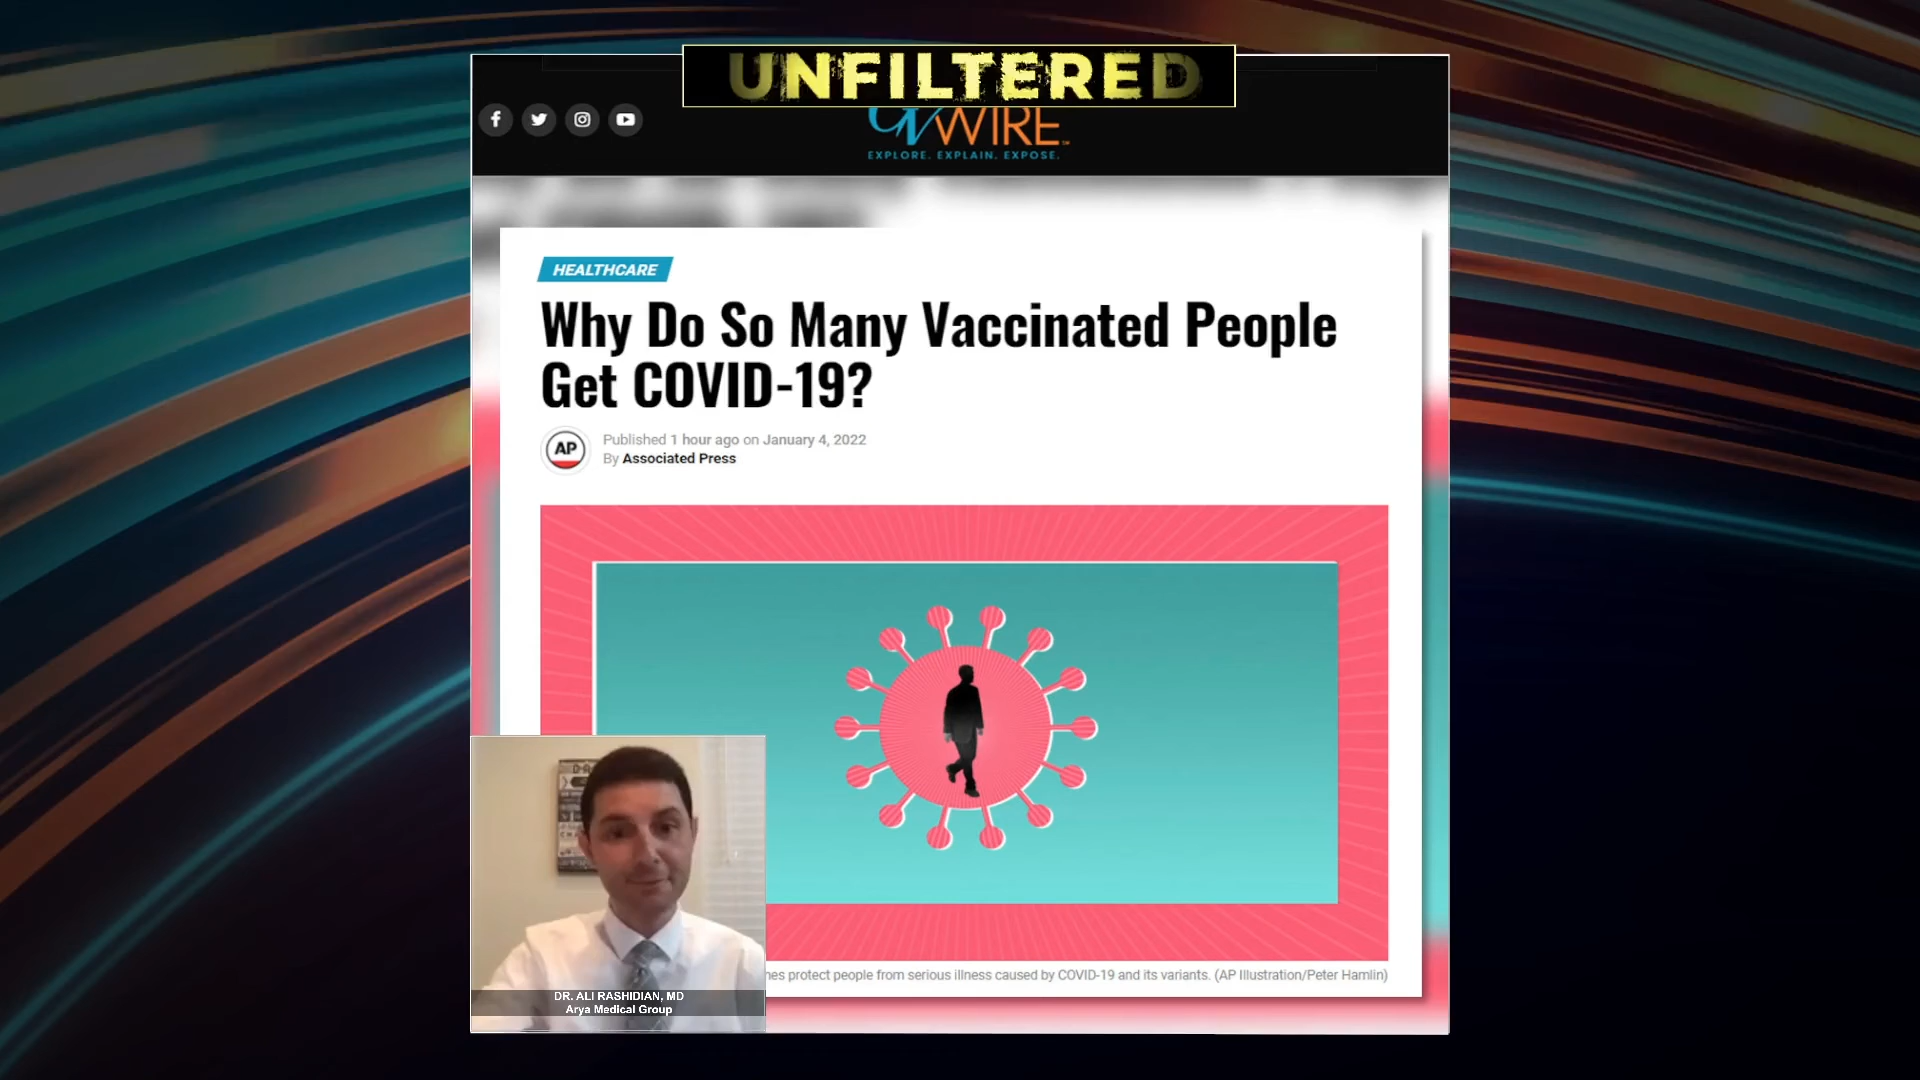 UNFILTERED
GV WIRE
EXPLORE. EXPLAIN. EXPOSE.
HEALTHCARE
Why Do So Many Vaccinated People
Get COVID-19?
AP
Published 1 hour ago on January 4, 2022
By Associated Press
protect people from serious illness caused by COVID-19 and its variants. (AP Illustration/Peter Hamlin)
DR. ALI RASHIDIAN, MD
Arya Medical Group